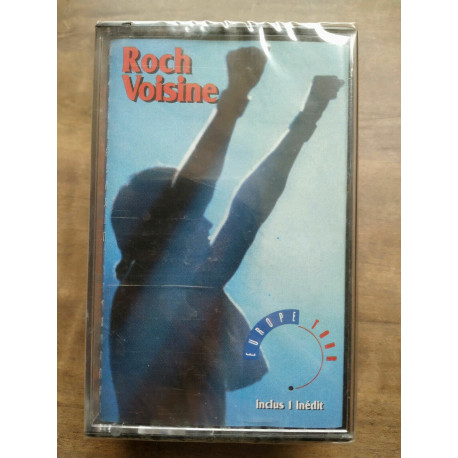 Roch
Voisine
EUROPE TOUR
inclus 1 inédit